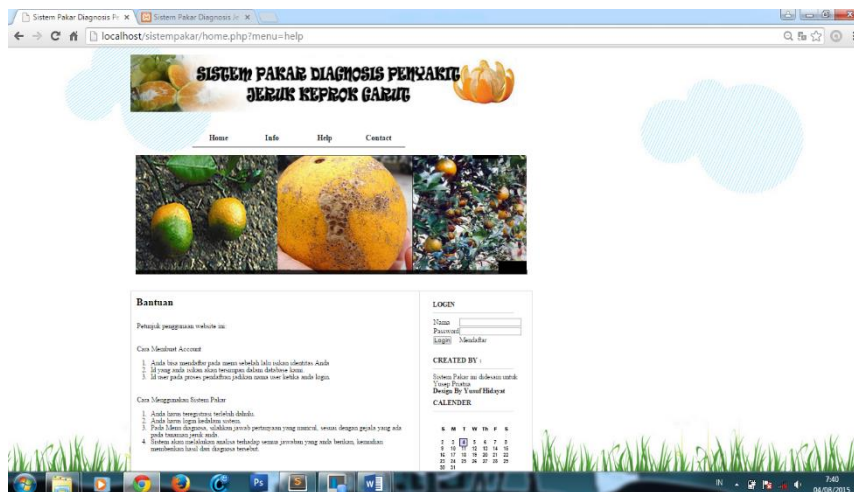 Sistem Pakar Diagnosis Pe
Sistem Pakar Diagnosis Je
localhost/sistempakar/home.php?menu=help
SISTEM PAKAR DIAGNOSIS PENYAKIT
JERUK KEPROK GARUT
Home Info Help Contact
Bantuan
Petunjuk penggunaan website ini:
Cara Membuat Account
1. Anda bisa mendaftar pada menu sebelah lalu isikan identitas Anda
2. Id yang anda isikan akan tersimpan dalam database kami.
3. Id user pada proses pendaftran jadikan nama user ketika anda login.
Cara Menggunakan Sistem Pakar
1. Anda harus teregistrasi terlebih dahulu.
2. Anda harus login kedalam sistem.
3. Pada Menu diagnosa, silahkan jawab pertanyaan yang muncul, sesuai dengan gejala yang ada
pada tanaman jeruk anda.
4. Sistem akan melakukan analisa terhadap semua jawaban yang anda berikan, kemudian
memberikan hasil dan diagnosa tersebut.
LOGIN
Name
Password
Login Mendaftar
CREATED BY :
Sistem Pakar ini didesain untuk
Yusep Priatna
Design By Yusuf Hidayat
CALENDER
S M T W Th F S
2 3 4 5 6 7 8
9 10 11 12 13 14 15
16 17 18 19 20 21 22
23 24 25 26 27 28 29
30 31
Ps
S
W
IN
7:40
04/08/2015